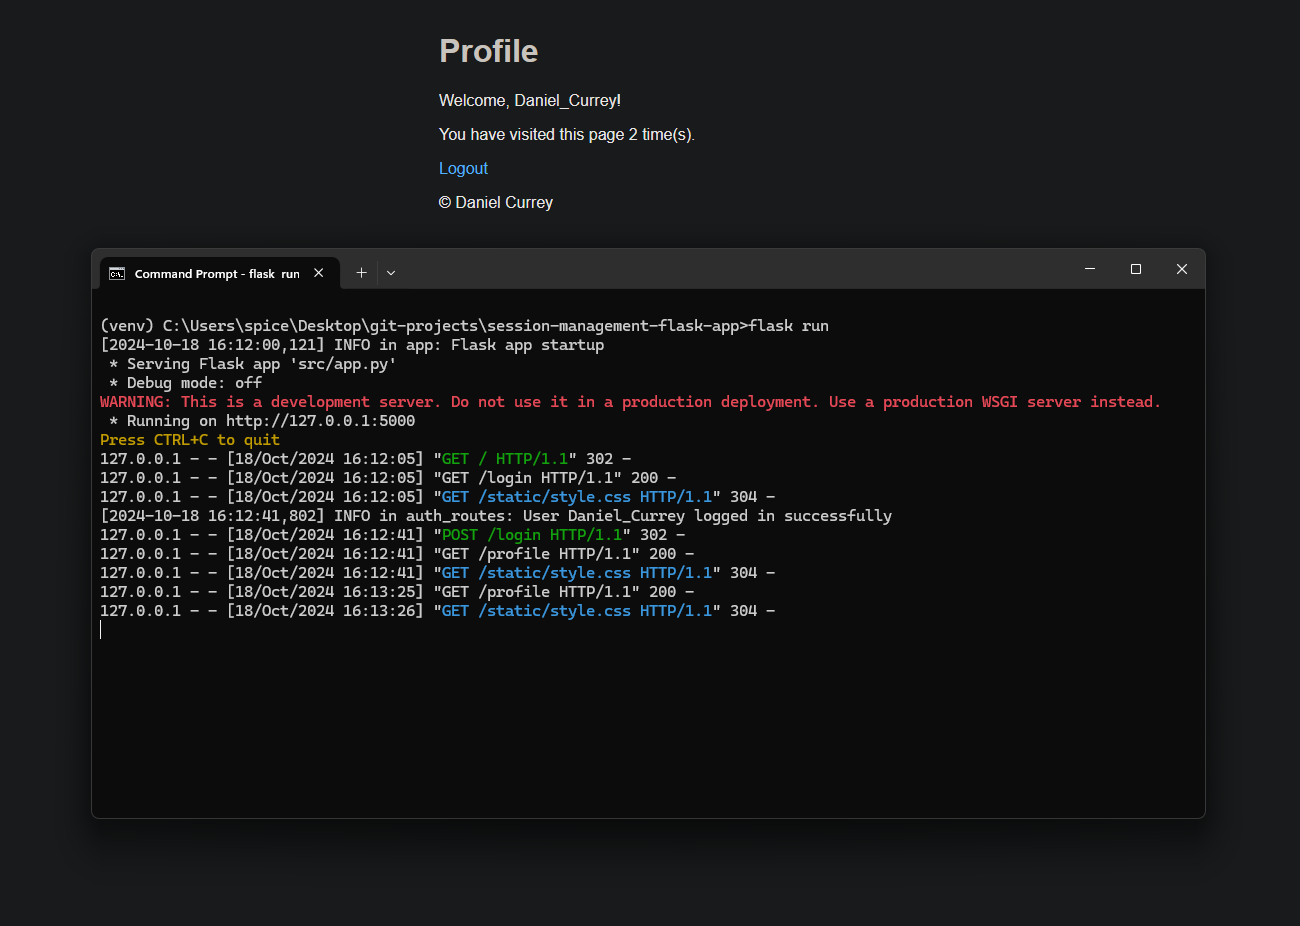 Profile
Welcome, Daniel_Currey!
You have visited this page 2 time(s).
Logout
© Daniel Currey
Command Prompt - flask  run
(venv) C:\Users\spice\Desktop\git-projects\session-management-flask-app>flask run
[2024-10-18 16:12:00,121] INFO in app: Flask app startup
 * Serving Flask app 'src/app.py'
 * Debug mode: off
WARNING: This is a development server. Do not use it in a production deployment. Use a production WSGI server instead.
 * Running on http://127.0.0.1:5000
Press CTRL+C to quit
127.0.0.1 - - [18/Oct/2024 16:12:05] "GET / HTTP/1.1" 302 -
127.0.0.1 - - [18/Oct/2024 16:12:05] "GET /login HTTP/1.1" 200 -
127.0.0.1 - - [18/Oct/2024 16:12:05] "GET /static/style.css HTTP/1.1" 304 -
[2024-10-18 16:12:41,802] INFO in auth_routes: User Daniel_Currey logged in successfully
127.0.0.1 - - [18/Oct/2024 16:12:41] "POST /login HTTP/1.1" 302 -
127.0.0.1 - - [18/Oct/2024 16:12:41] "GET /profile HTTP/1.1" 200 -
127.0.0.1 - - [18/Oct/2024 16:12:41] "GET /static/style.css HTTP/1.1" 304 -
127.0.0.1 - - [18/Oct/2024 16:13:25] "GET /profile HTTP/1.1" 200 -
127.0.0.1 - - [18/Oct/2024 16:13:26] "GET /static/style.css HTTP/1.1" 304 -